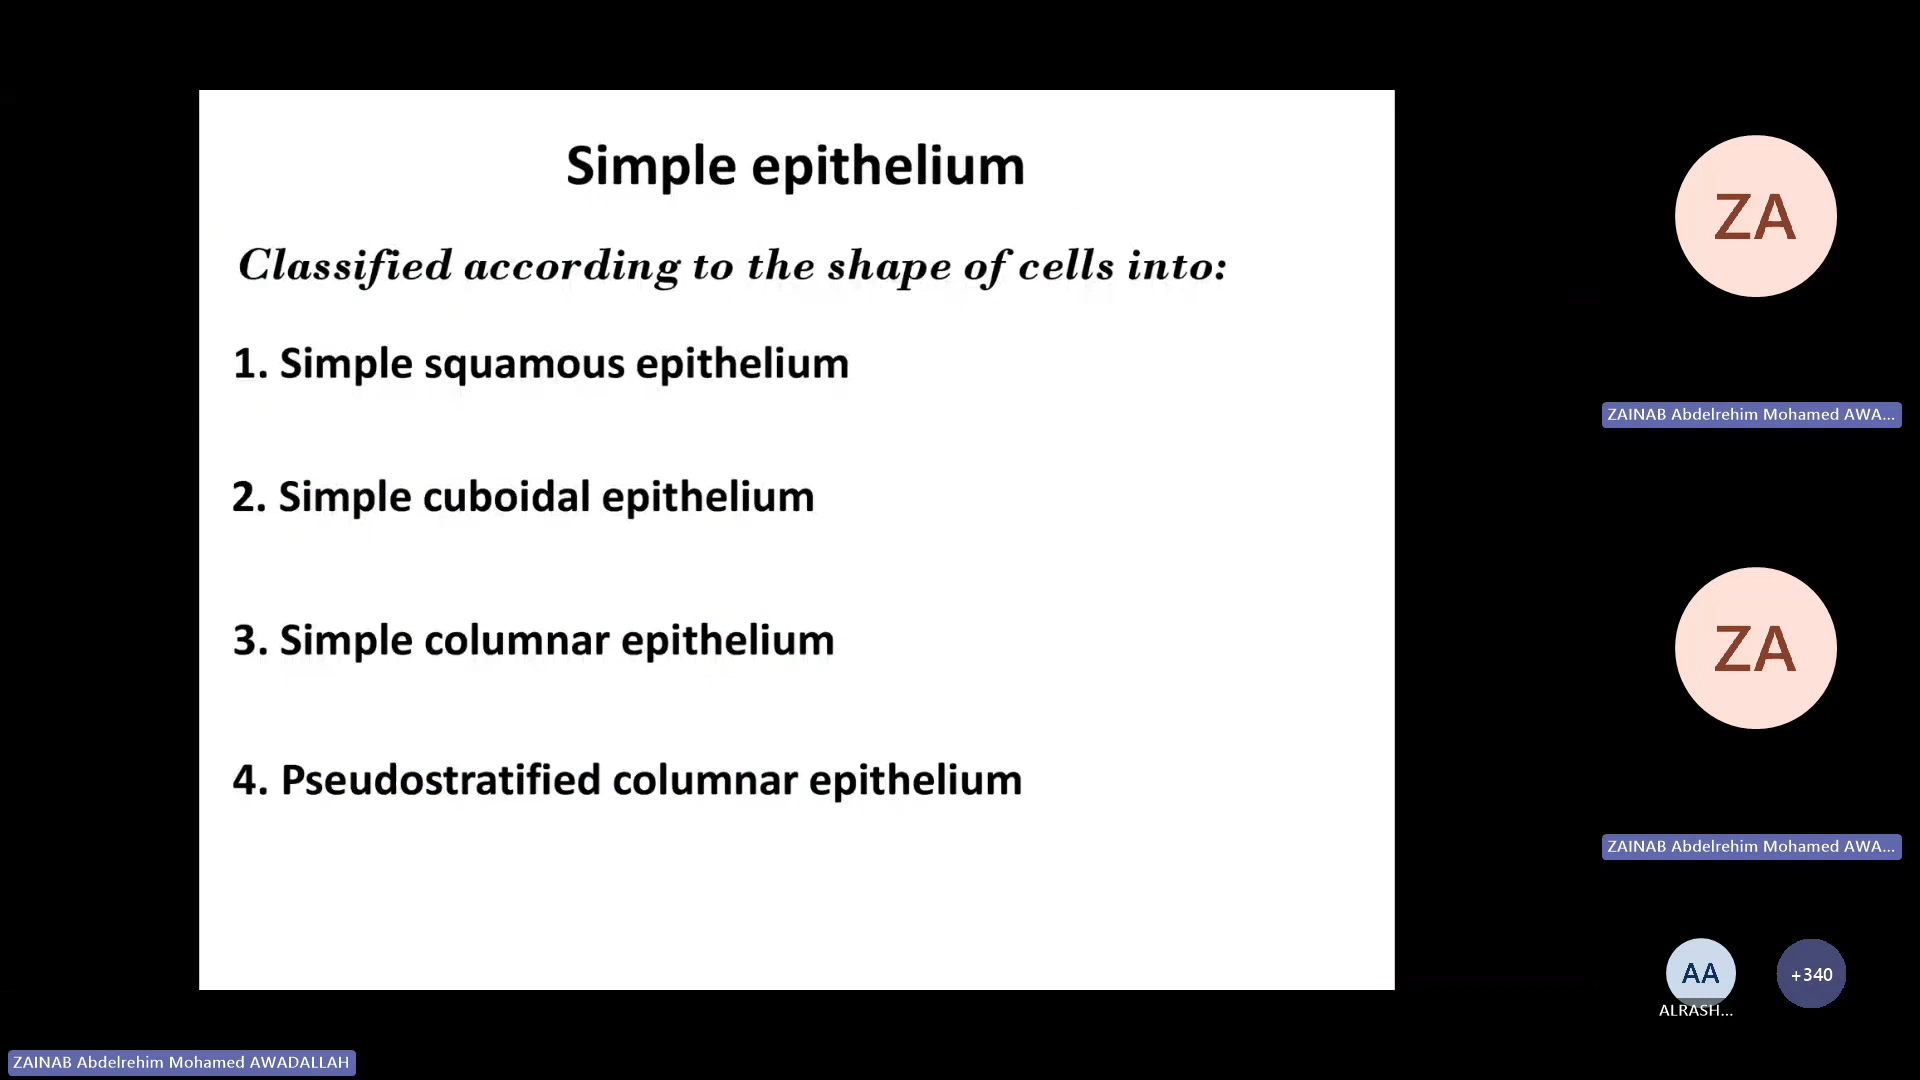 Simple epithelium
Classified according to the shape of cells into:
1. Simple squamous epithelium
2. Simple cuboidal epithelium
3. Simple columnar epithelium
4. Pseudostratified columnar epithelium
ZA
ZAINAB Abdelrehim Mohamed AWA...
ZA
ZAINAB Abdelrehim Mohamed AWA...
AA
+340
ALRASH...
ZAINAB Abdelrehim Mohamed AWADALLAH